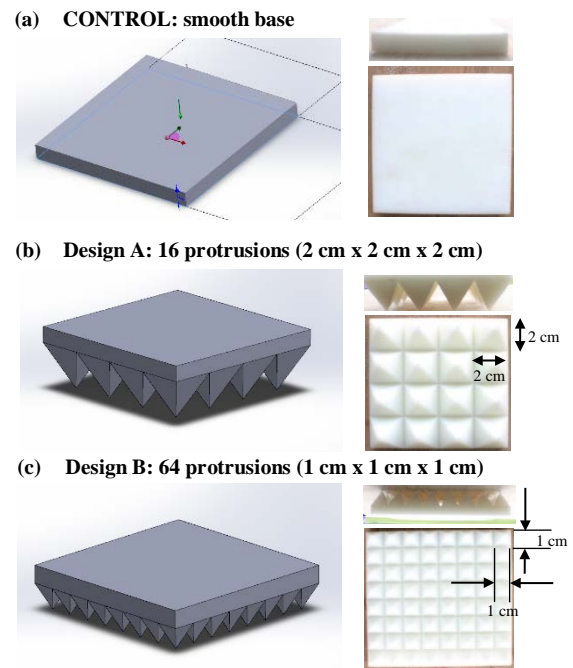 (a) CONTROL: smooth base
(b) Design A: 16 protrusions (2 cm x 2 cm x 2 cm)
2 cm
2 cm
(c) Design B: 64 protrusions (1 cm x 1 cm x 1 cm)
1 cm
1 cm